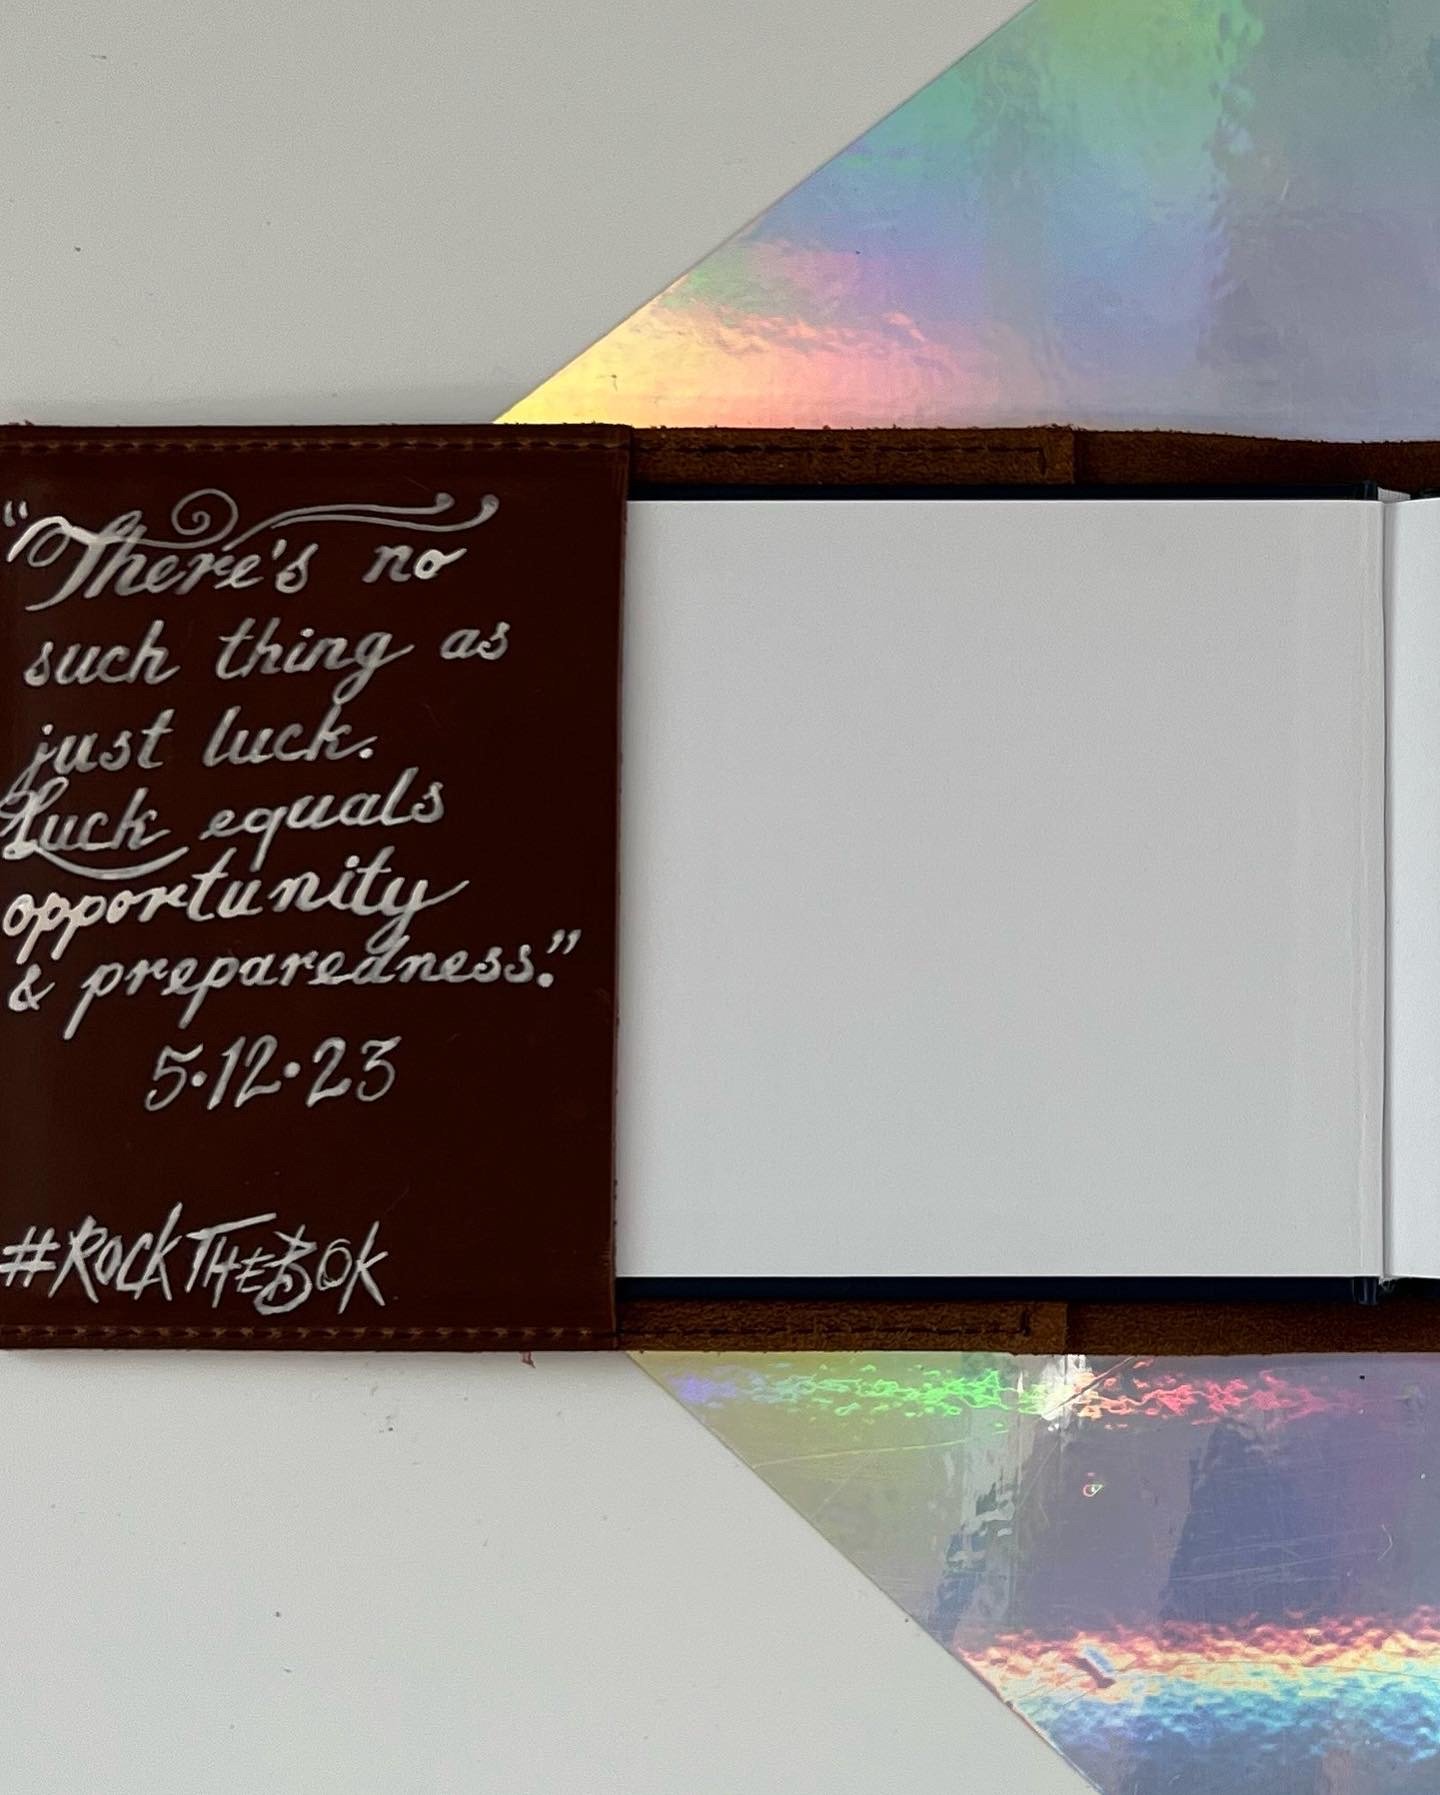 “There's no
such thing as
just luck.
Luck equals
opportunity
& preparedness.”
5•12•23
#ROCKTHEBOK